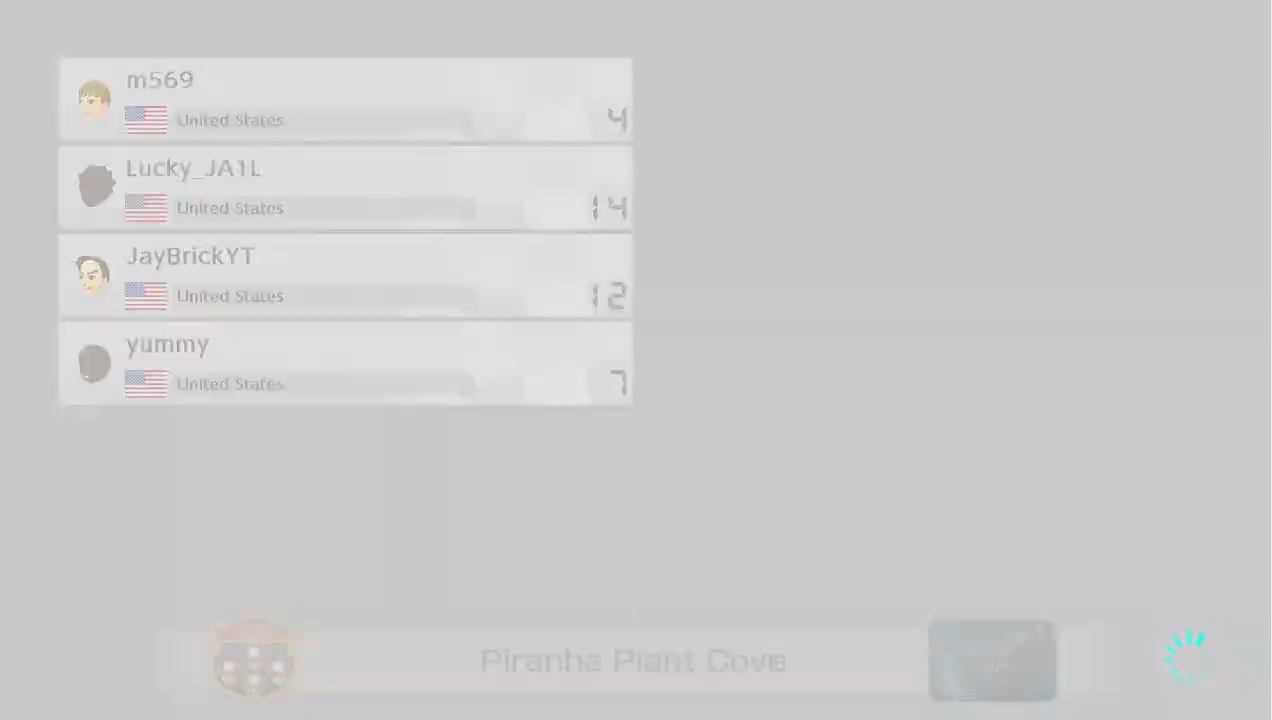 m569
United States
4
Lucky_JA1L
United States
14
JayBrickYT
United States
12
yummy
United States
7
Piranha Plant Cove